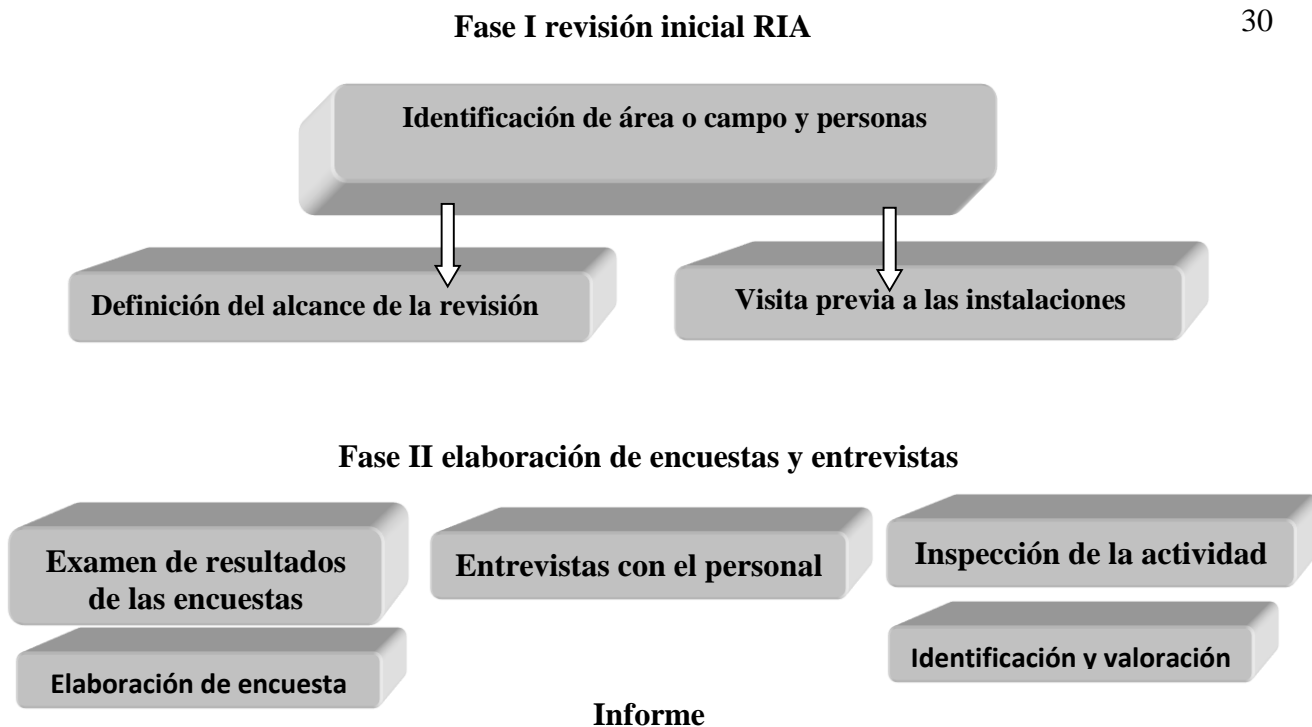 30
Fase I revisión inicial RIA
Identificación de área o campo y personas
Definición del alcance de la revisión
Visita previa a las instalaciones
Fase II elaboración de encuestas y entrevistas
Examen de resultados
de las encuestas
Entrevistas con el personal
Inspección de la actividad
Elaboración de encuesta
Identificación y valoración
Informe